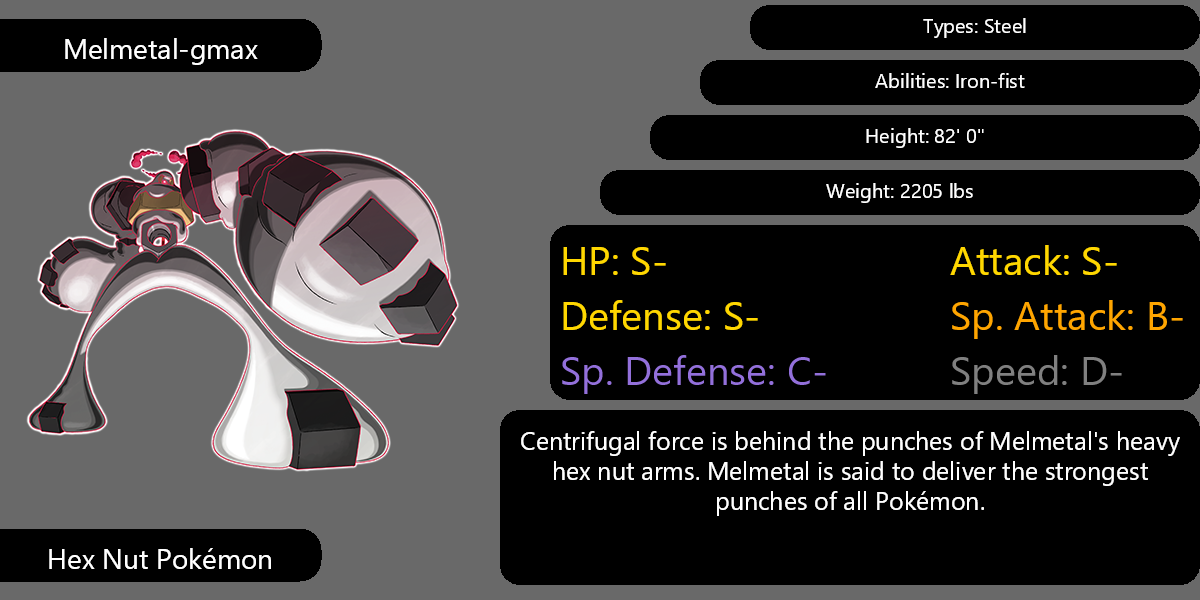 Melmetal-gmax
Types: Steel
Abilities: Iron-fist
Height: 82' 0"
Weight: 2205 lbs
HP: S-
Attack: S-
Defense: S-
Sp. Attack: B-
Sp. Defense: C-
Speed: D-
Centrifugal force is behind the punches of Melmetal's heavy
hex nut arms. Melmetal is said to deliver the strongest
punches of all Pokémon.
Hex Nut Pokémon